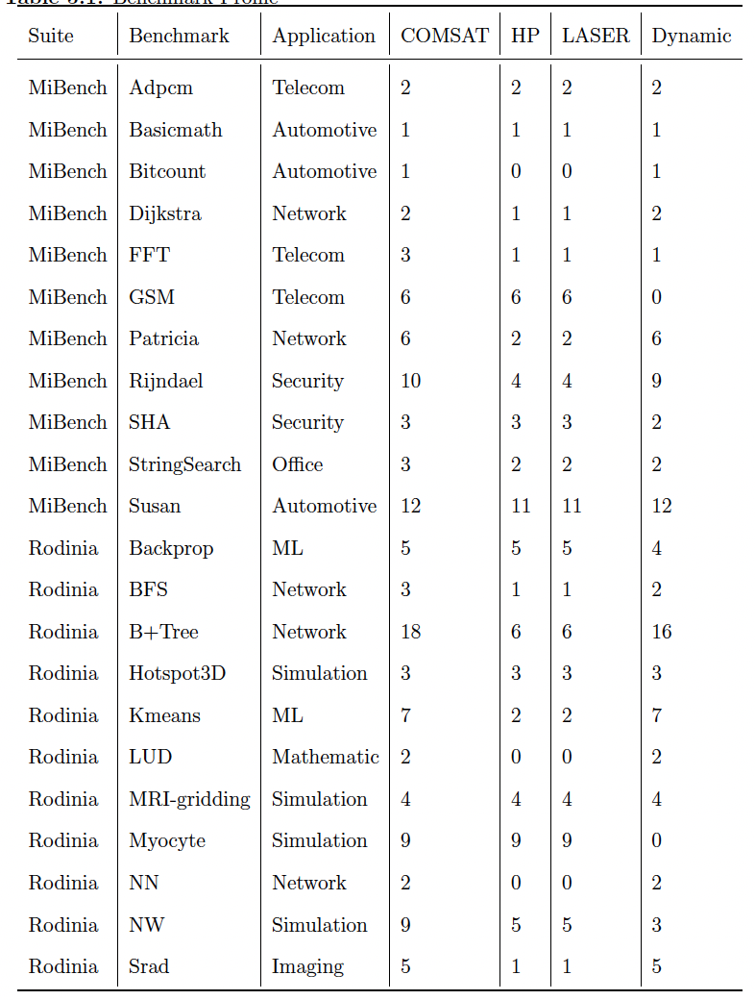 Table 3.1: Benchmark Profile
Suite Benchmark Application COMSAT HP LASER Dynamic
MiBench Adpcm Telecom 2 2 2 2
MiBench Basicmath Automotive 1 1 1 1
MiBench Bitcount Automotive 1 0 0 1
MiBench Dijkstra Network 2 1 1 2
MiBench FFT Telecom 3 1 1 1
MiBench GSM Telecom 6 6 6 0
MiBench Patricia Network 6 2 2 6
MiBench Rijndael Security 10 4 4 9
MiBench SHA Security 3 3 3 2
MiBench StringSearch Office 3 2 2 2
MiBench Susan Automotive 12 11 11 12
Rodinia Backprop ML 5 5 5 4
Rodinia BFS Network 3 1 1 2
Rodinia B+Tree Network 18 6 6 16
Rodinia Hotspot3D Simulation 3 3 3 3
Rodinia Kmeans ML 7 2 2 7
Rodinia LUD Mathematic 2 0 0 2
Rodinia MRI-gridding Simulation 4 4 4 4
Rodinia Myocyte Simulation 9 9 9 0
Rodinia NN Network 2 0 0 2
Rodinia NW Simulation 9 5 5 3
Rodinia Srad Imaging 5 1 1 5